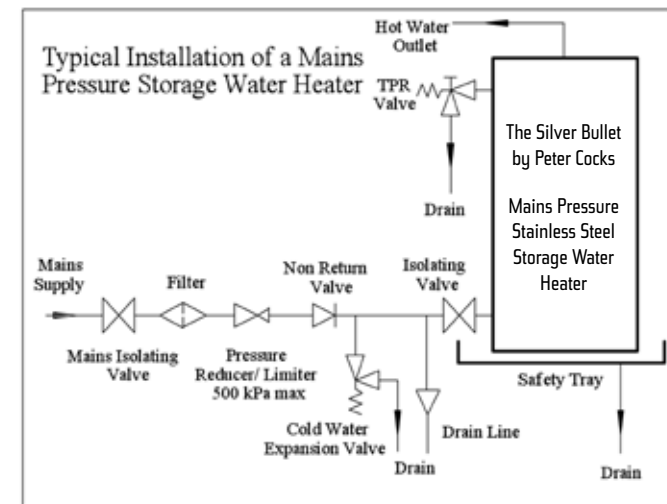 Typical Installation of a Mains
Pressure Storage Water Heater
Hot Water
Outlet
TPR
Valve
Drain
The Silver Bullet
by Peter Cocks
Mains Pressure
Stainless Steel
Storage Water
Heater
Mains
Supply
Filter
Non Return
Valve
Isolating
Valve
Mains Isolating
Valve
Pressure
Reducer/ Limiter
500 kPa max
Cold Water
Expansion Valve
Drain
Drain Line
Safety Tray
Drain